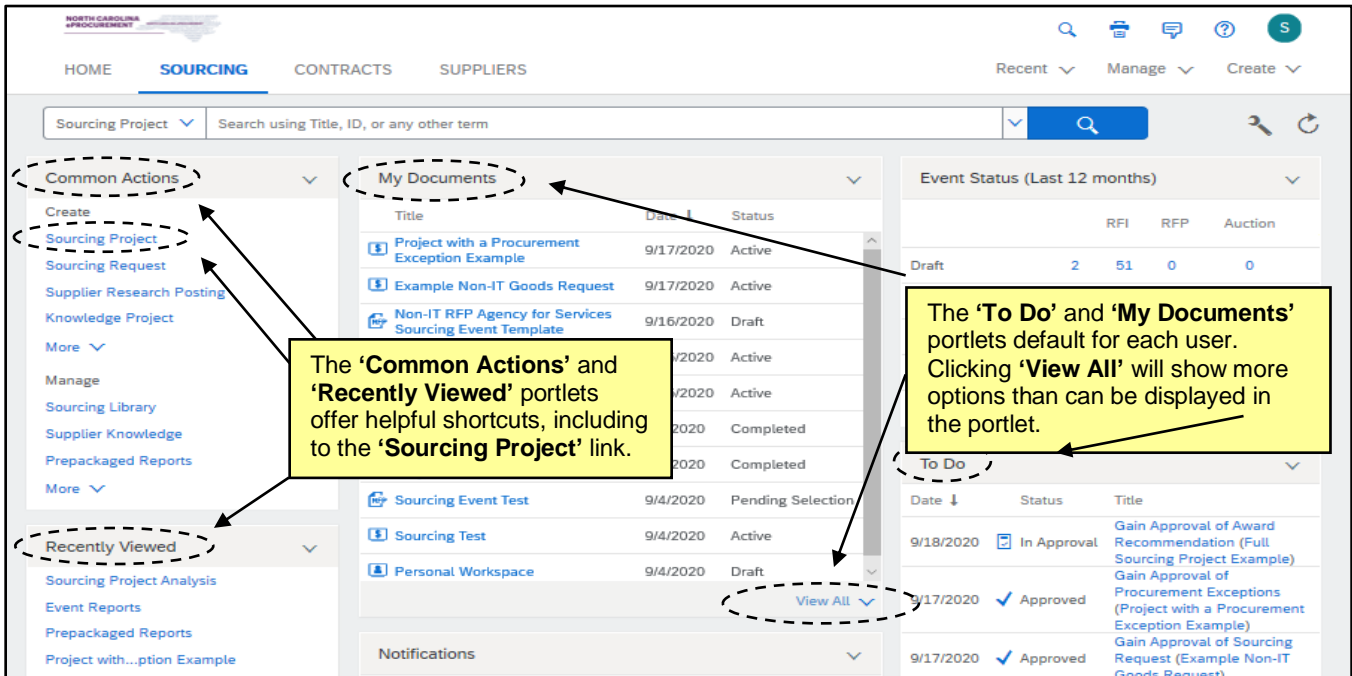 NORTH CAROLINA
ePROCUREMENT
S
HOME SOURCING CONTRACTS SUPPLIERS
Recent Manage Create
Sourcing Project Search using Title, ID, or any other term
Common Actions
Create
Sourcing Project
Sourcing Request
Supplier Research Posting
Knowledge Project
More
Manage
Sourcing Library
Supplier Knowledge
Prepackaged Reports
More
Recently Viewed
Sourcing Project Analysis
Event Reports
Prepackaged Reports
Project with...ption Example
My Documents
Title Date ↓ Status
Project with a Procurement
Exception Example 9/17/2020 Active
Example Non-IT Goods Request 9/17/2020 Active
Non-IT RFP Agency for Services
Sourcing Event Template 9/16/2020 Draft
/2020 Active
/2020 Active
2020 Completed
2020 Completed
Sourcing Event Test 9/4/2020 Pending Selection
Sourcing Test 9/4/2020 Active
Personal Workspace 9/4/2020 Draft
View All
Notifications
The 'Common Actions' and
'Recently Viewed' portlets
offer helpful shortcuts, including
to the 'Sourcing Project' link.
Event Status (Last 12 months)
RFI RFP Auction
Draft 2 51 0 0
The 'To Do' and 'My Documents'
portlets default for each user.
Clicking 'View All' will show more
options than can be displayed in
the portlet.
To Do
Date ↓ Status Title
9/18/2020 In Approval Gain Approval of Award
Recommendation (Full
Sourcing Project Example)
9/17/2020 Approved Gain Approval of
Procurement Exceptions
(Project with a Procurement
Exception Example)
9/17/2020 Approved Gain Approval of Sourcing
Request (Example Non-IT
Goods Request)